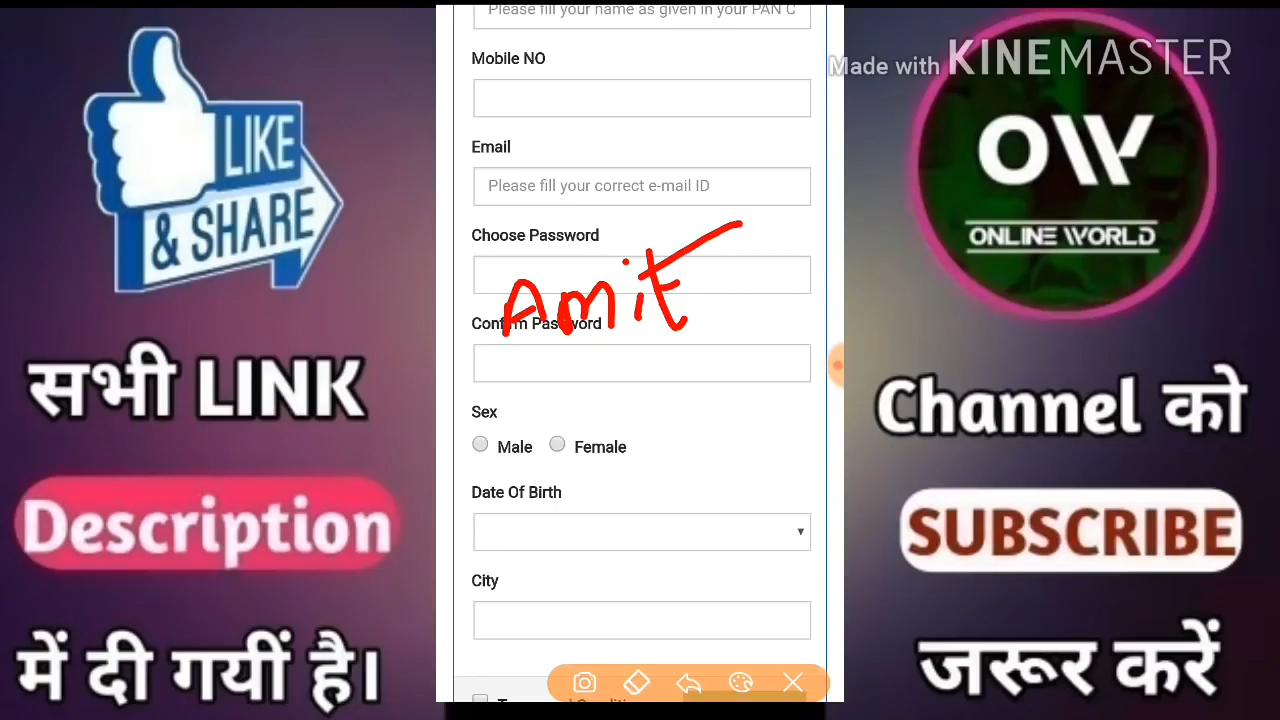 LIKE
& SHARE
सभी LINK
Description
में दी गयीं है।
Please fill your name as given in your PAN C
Mobile NO
Email
Please fill your correct e-mail ID
Choose Password
Amit
Confirm Password
Sex
Male Female
Date Of Birth
City
Made with KINEMASTER
OW
ONLINE WORLD
Channel को
SUBSCRIBE
जरूर करें